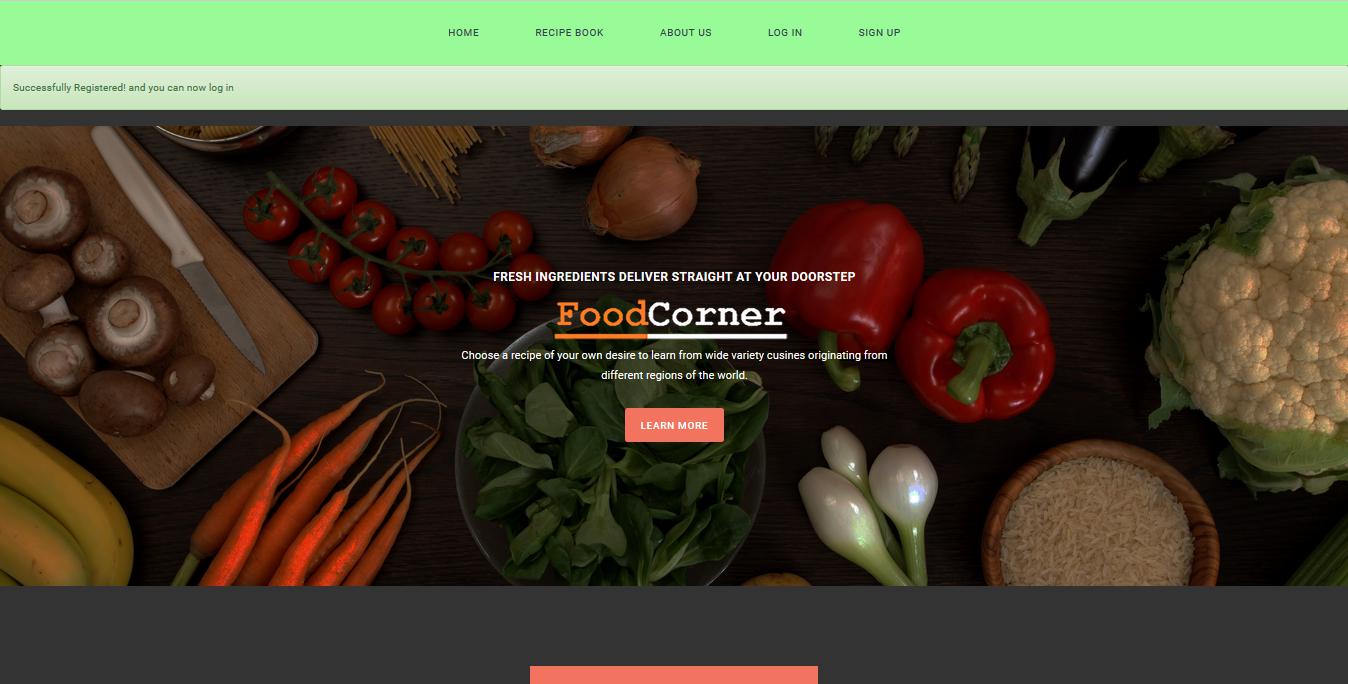 HOME RECIPE BOOK ABOUT US LOG IN SIGN UP
Successfully Registered! and you can now log in
FRESH INGREDIENTS DELIVER STRAIGHT AT YOUR DOORSTEP
FoodCorner
Choose a recipe of your own desire to learn from wide variety cusines originating from
different regions of the world.
LEARN MORE